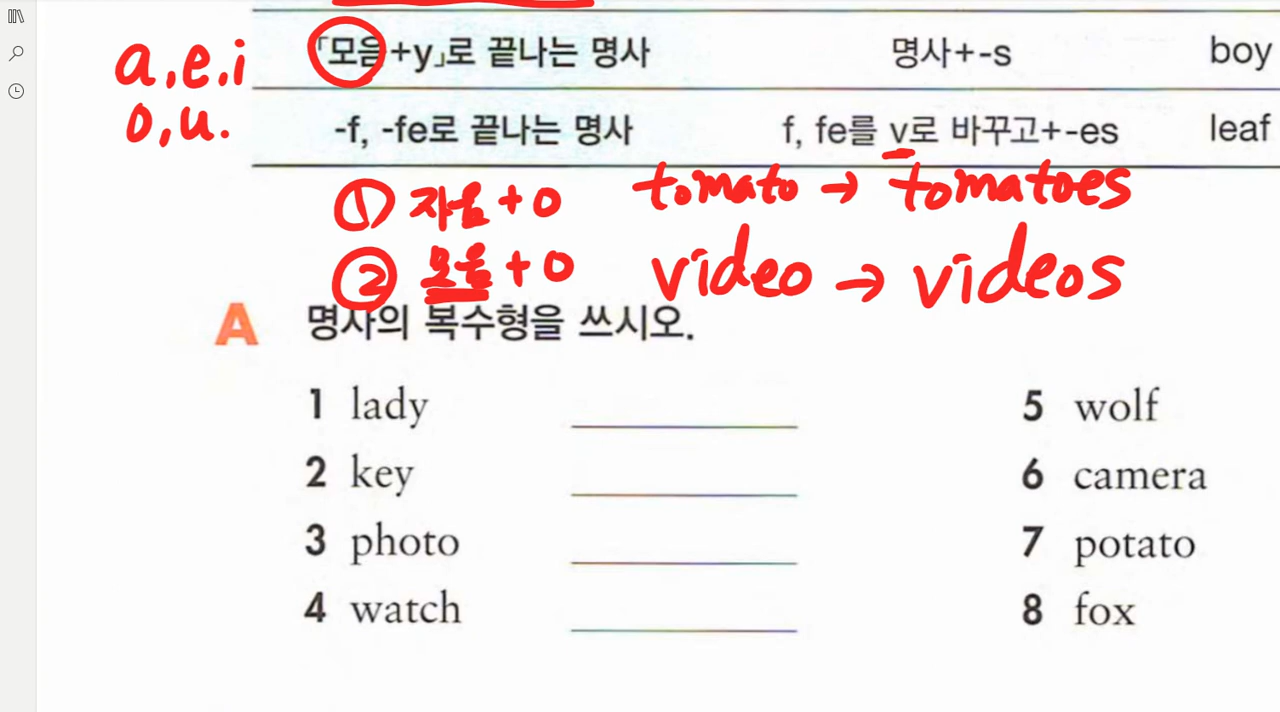 a, e, i
o, u.
「모음+y」로 끝나는 명사 명사+-s boy
-f, -fe로 끝나는 명사 f, fe를 v로 바꾸고+-es leaf
① 자음 + o tomato → tomatoes
② 모음 + o video → videos
A 명사의 복수형을 쓰시오.
1 lady 5 wolf
2 key 6 camera
3 photo 7 potato
4 watch 8 fox